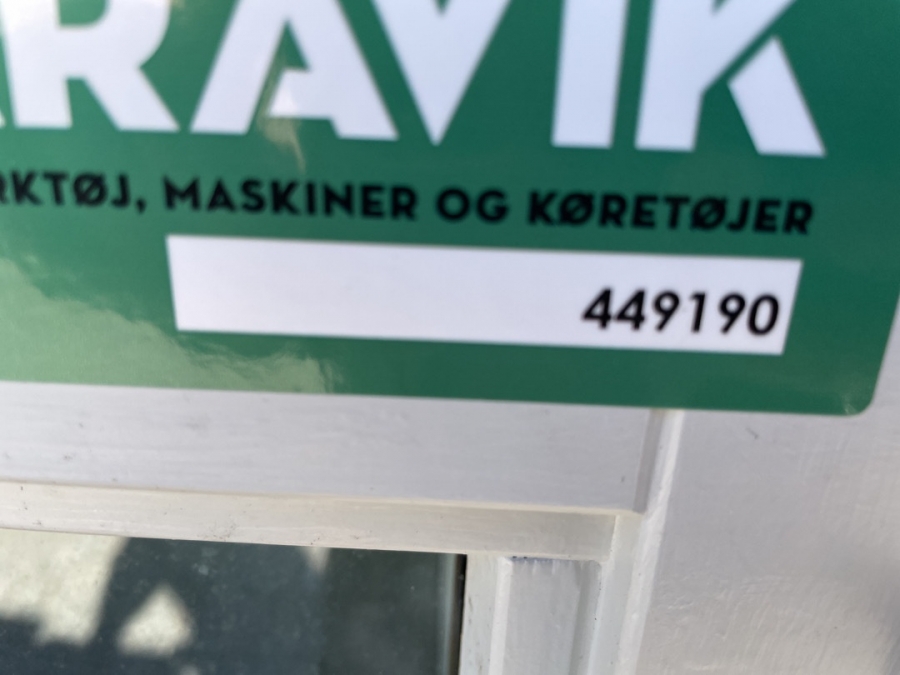 RAVIK
RKTØJ, MASKINER OG KØRETØJER
449190